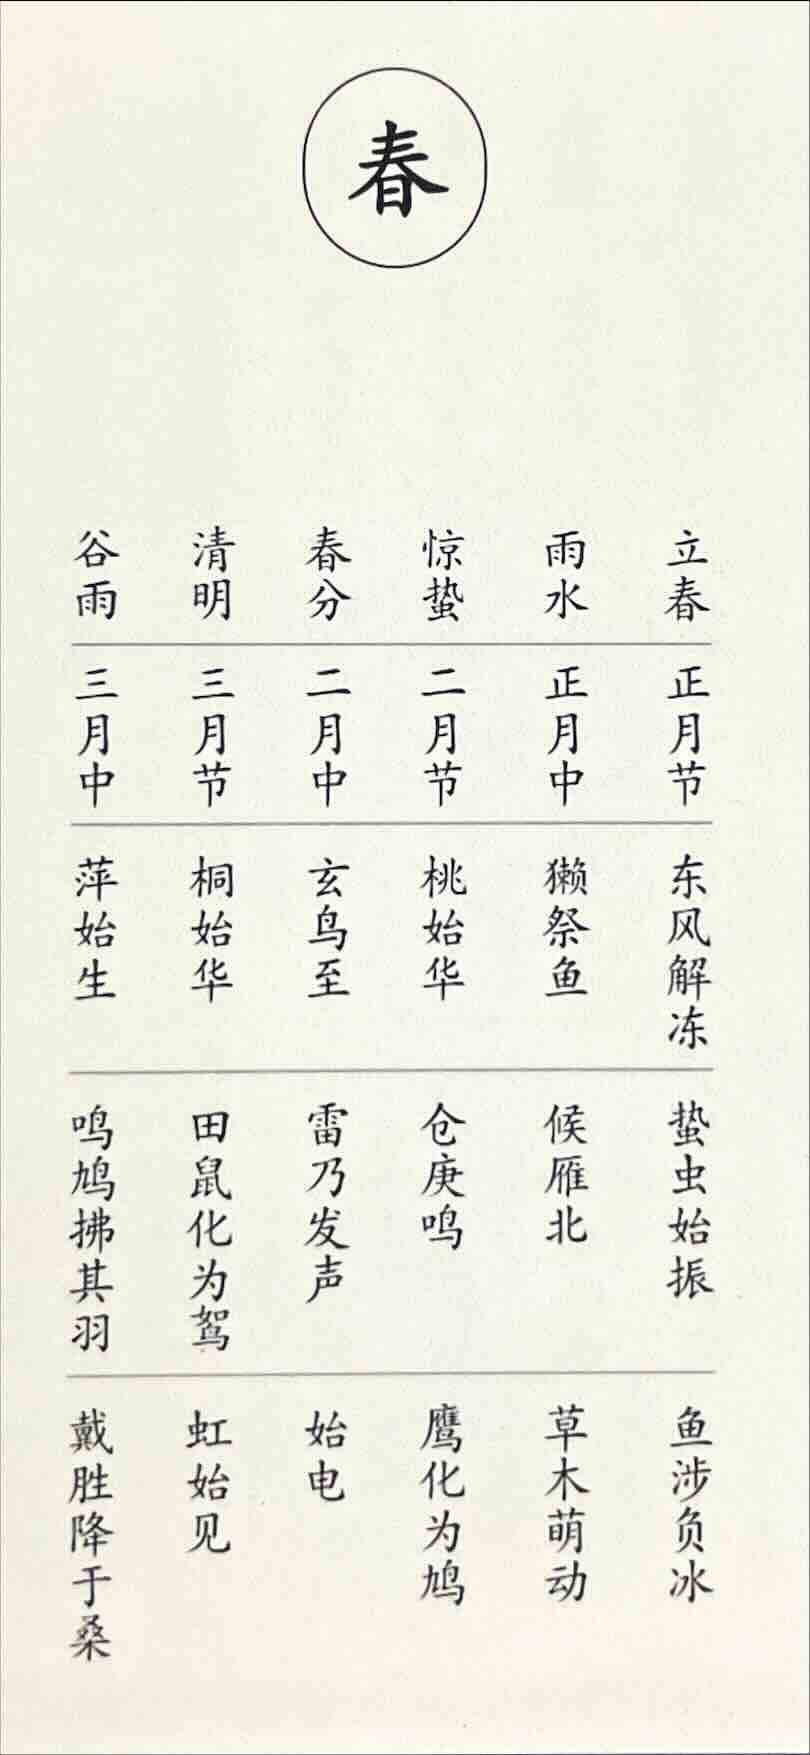 春
立春
正月节
东风解冻
蛰虫始振
鱼涉负冰
雨水
正月中
獭祭鱼
候雁北
草木萌动
惊蛰
二月节
桃始华
仓庚鸣
鹰化为鸠
春分
二月中
玄鸟至
雷乃发声
始电
清明
三月节
桐始华
田鼠化为鴽
虹始见
谷雨
三月中
萍始生
鸣鸠拂其羽
戴胜降于桑